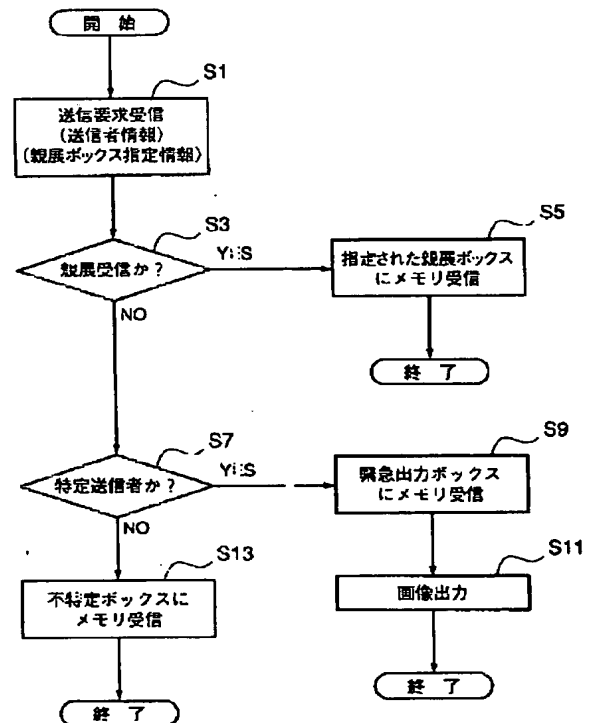 開始
S1
送信要求受信
(送信者情報)
(親展ボックス指定情報)
S3
親展受信か?
YES
NO
S5
指定された親展ボックス
にメモリ受信
終了
S7
特定送信者か?
YES
NO
S9
緊急出力ボックス
にメモリ受信
S11
画像出力
終了
S13
不特定ボックスに
メモリ受信
終了